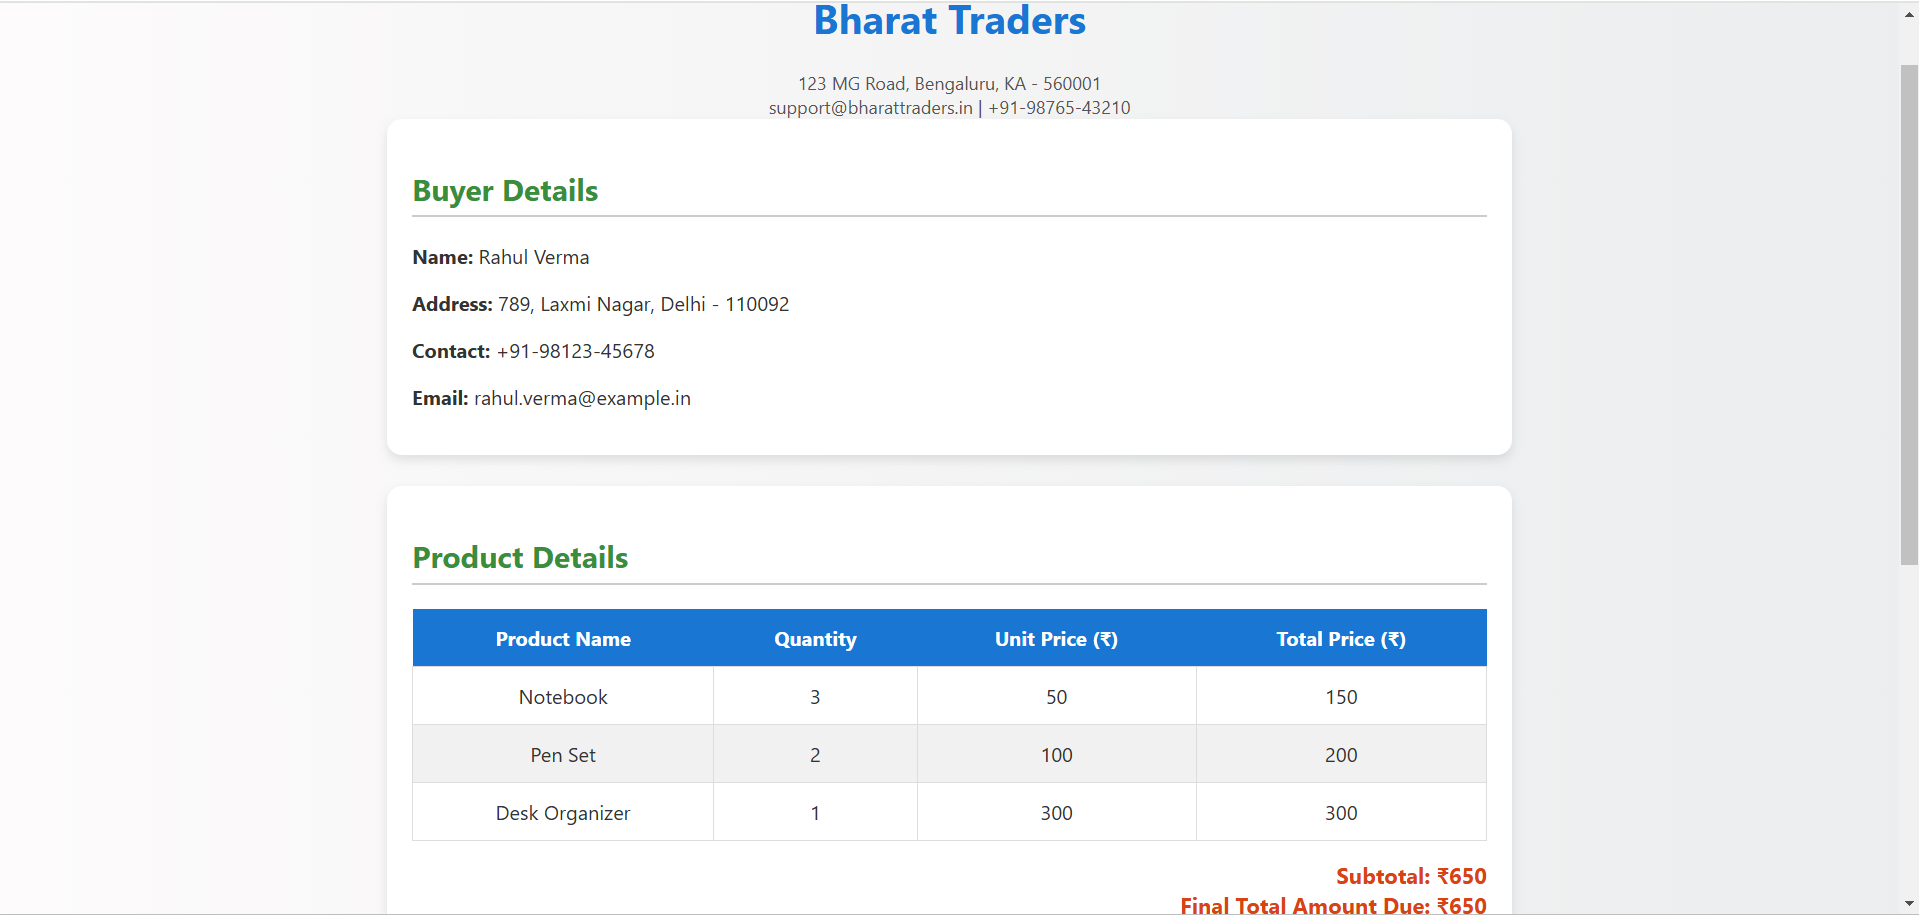 Bharat Traders
123 MG Road, Bengaluru, KA - 560001
support@bharattraders.in | +91-98765-43210
Buyer Details
Name: Rahul Verma
Address: 789, Laxmi Nagar, Delhi - 110092
Contact: +91-98123-45678
Email: rahul.verma@example.in
Product Details
Product Name Quantity Unit Price (₹) Total Price (₹)
Notebook 3 50 150
Pen Set 2 100 200
Desk Organizer 1 300 300
Subtotal: ₹650
Final Total Amount Due: ₹650